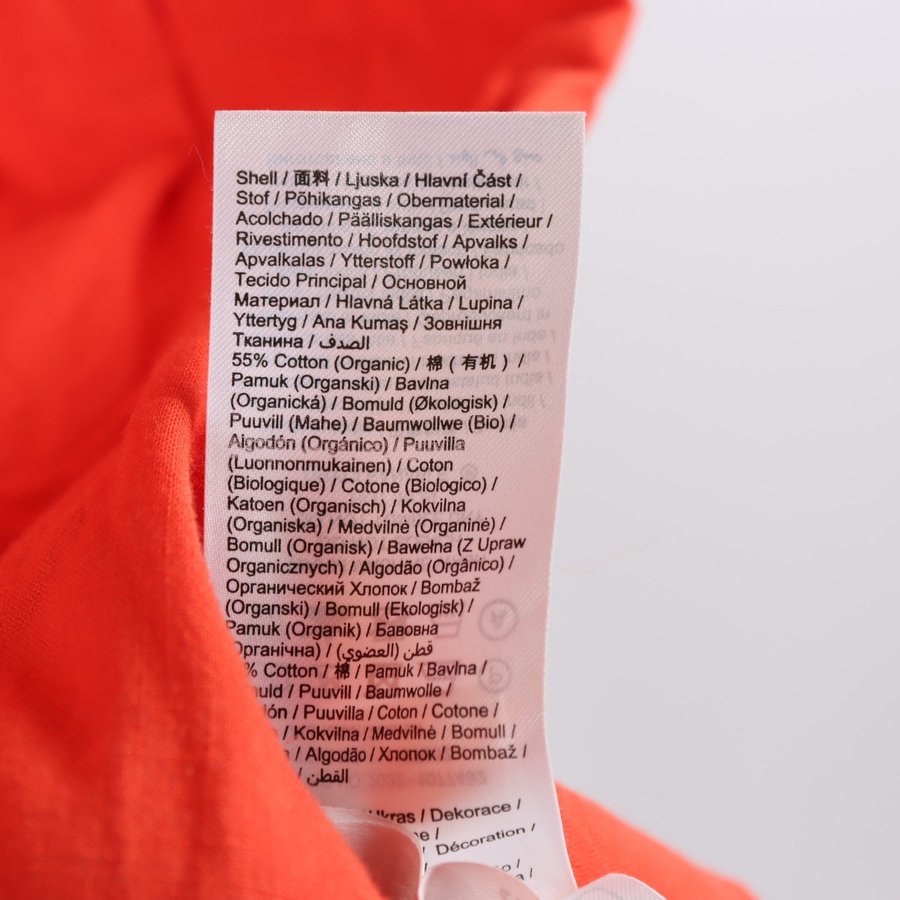 Shell / 面料 / Ljuska / Hlavní Část /
Stof / Põhikangas / Obermaterial /
Acolchado / Päälliskangas / Extérieur /
Rivestimento / Hoofdstof / Apvalks /
Apvalkalas / Ytterstoff / Powłoka /
Tecido Principal / Основной
Материал / Hlavná Látka / Lupina /
Yttertyg / Ana Kumaş / Зовнішня
Тканина / الصدف
55% Cotton (Organic) / 棉 ( 有机 ) /
Pamuk (Organski) / Bavlna
(Organická) / Bomuld (Økologisk) /
Puuvill (Mahe) / Baumwollwe (Bio) /
Algodón (Orgánico) / Puuvilla
(Luonnonmukainen) / Coton
(Biologique) / Cotone (Biologico) /
Katoen (Organisch) / Kokvilna
(Organiska) / Medvilnė (Organinė) /
Bomull (Organisk) / Bawełna (Z Upraw
Organicznych) / Algodão (Orgânico) /
Органический Хлопок / Bombaž
(Organski) / Bomull (Ekologisk) /
Pamuk (Organik) / Бавовна
Органічна) / قطن (العضوي)
% Cotton / 棉 / Pamuk / Bavlna /
/ Puuvill / Baumwolle /
/ Puuvilla / Coton / Cotone /
/ Kokvilna / Medvilnė / Bomull /
/ Algodão / Хлопок / Bombaž /
/ القطن
/ Dekorace /
/ Décoration /